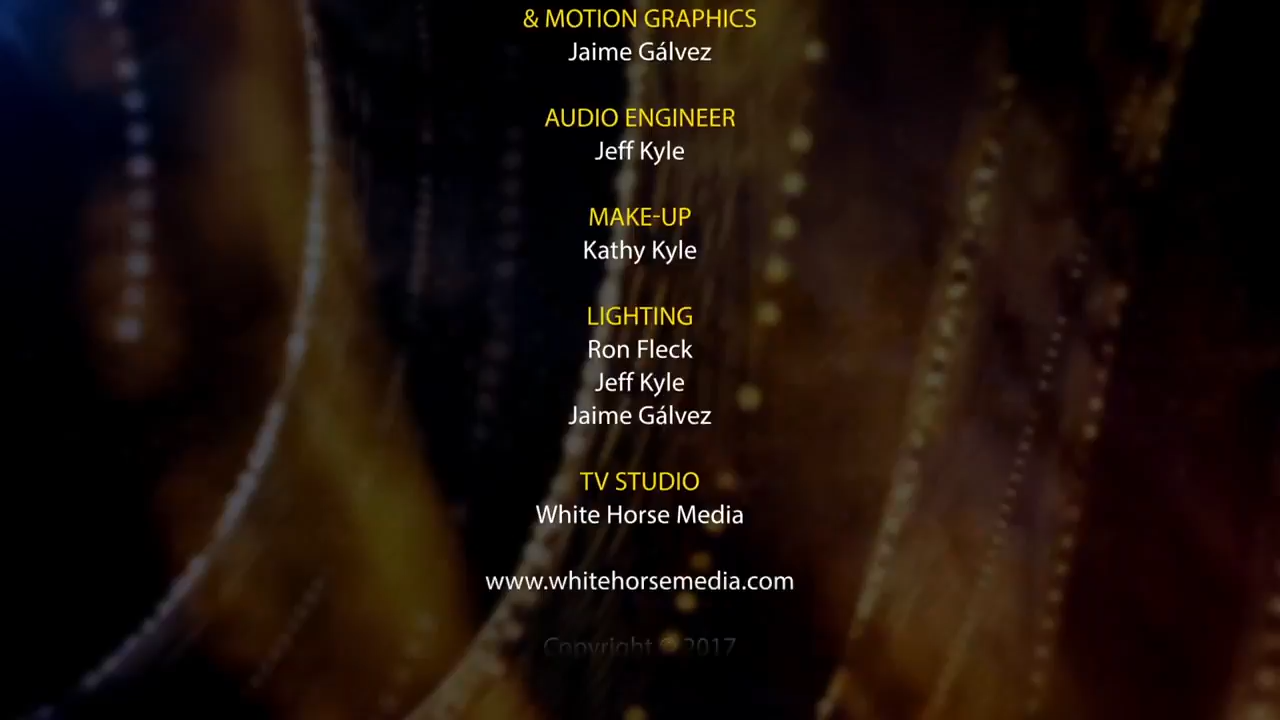 & MOTION GRAPHICS
Jaime Gálvez
AUDIO ENGINEER
Jeff Kyle
MAKE-UP
Kathy Kyle
LIGHTING
Ron Fleck
Jeff Kyle
Jaime Gálvez
TV STUDIO
White Horse Media
www.whitehorsemedia.com
Copyright © 2017